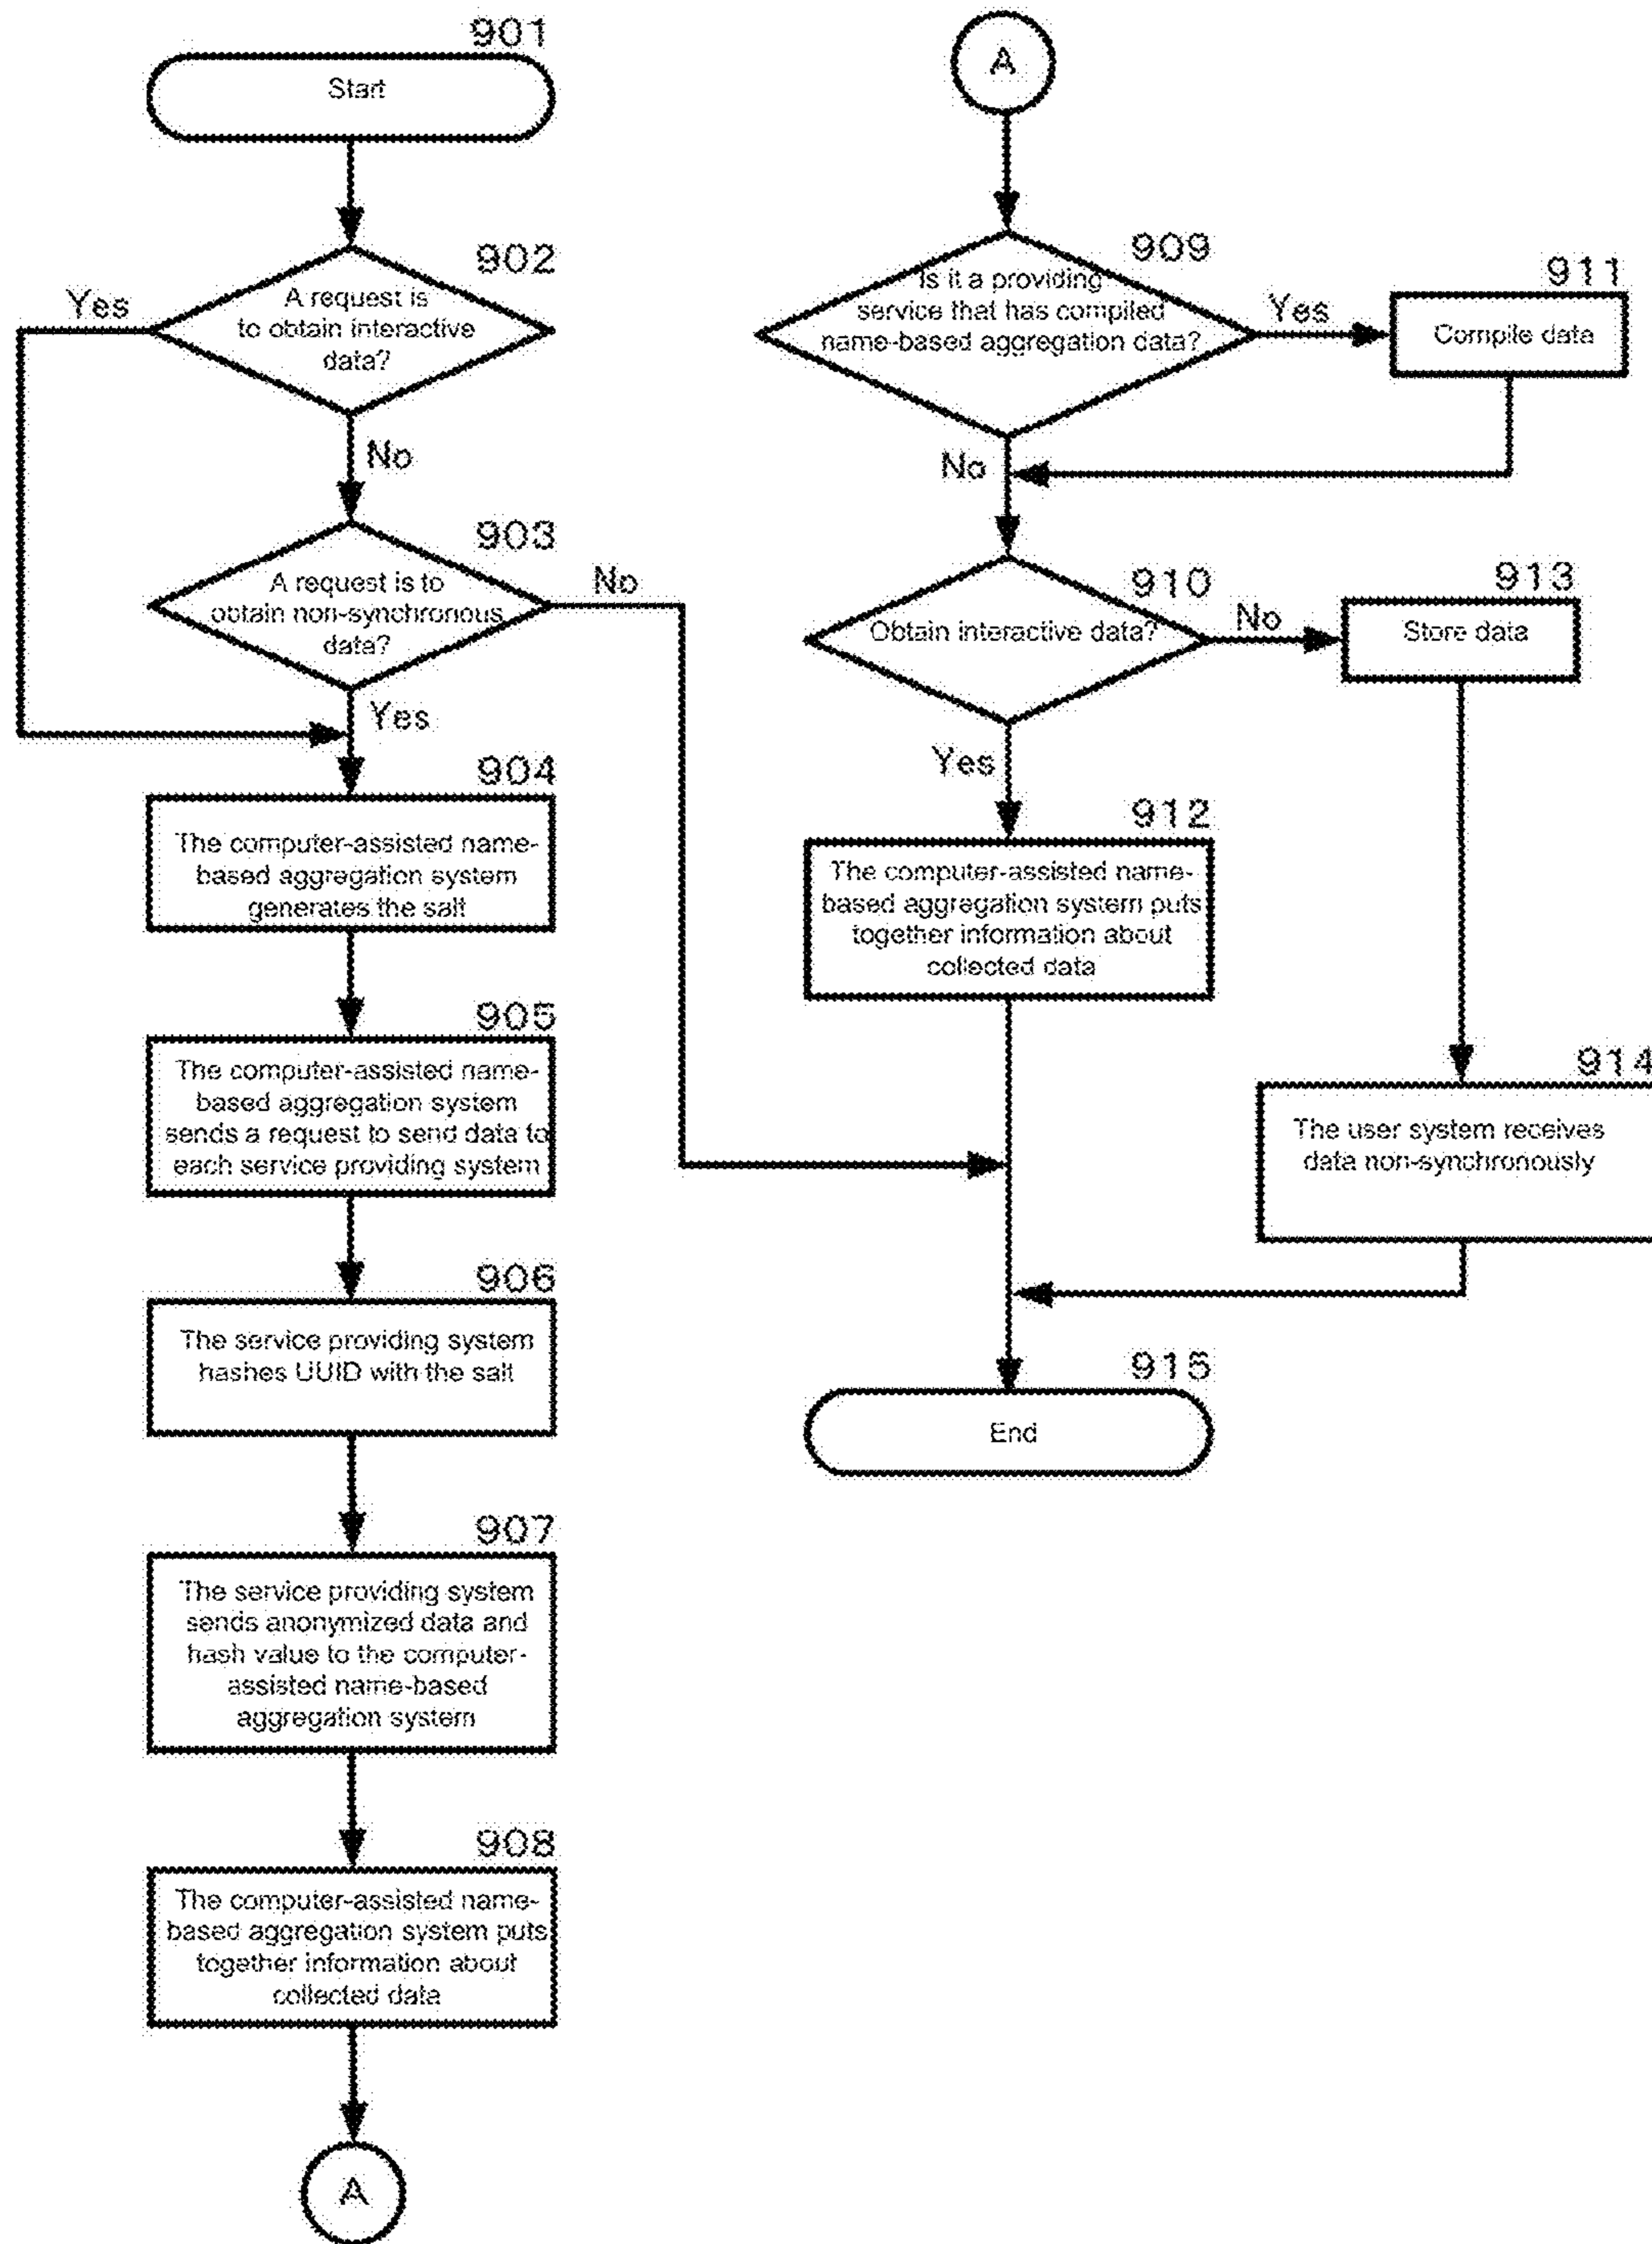 901
Start
902
A request is
to obtain interactive
data?
Yes
No
903
A request is to
obtain non-synchronous
data?
No
Yes
904
The computer-assisted name-
based aggregation system
generates the salt
905
The computer-assisted name-
based aggregation system
sends a request to send data to
each service providing system
906
The service providing system
hashes UUID with the salt
907
The service providing system
sends anonymized data and
hash value to the computer-
assisted name-based
aggregation system
908
The computer-assisted name-
based aggregation system puts
together information about
collected data
A
A
909
Is it a providing
service that has compiled
name-based aggregation data?
Yes
911
Compile data
No
910
Obtain interactive data?
No
913
Store data
Yes
912
The computer-assisted name-
based aggregation system puts
together information about
collected data
914
The user system receives
data non-synchronously
915
End